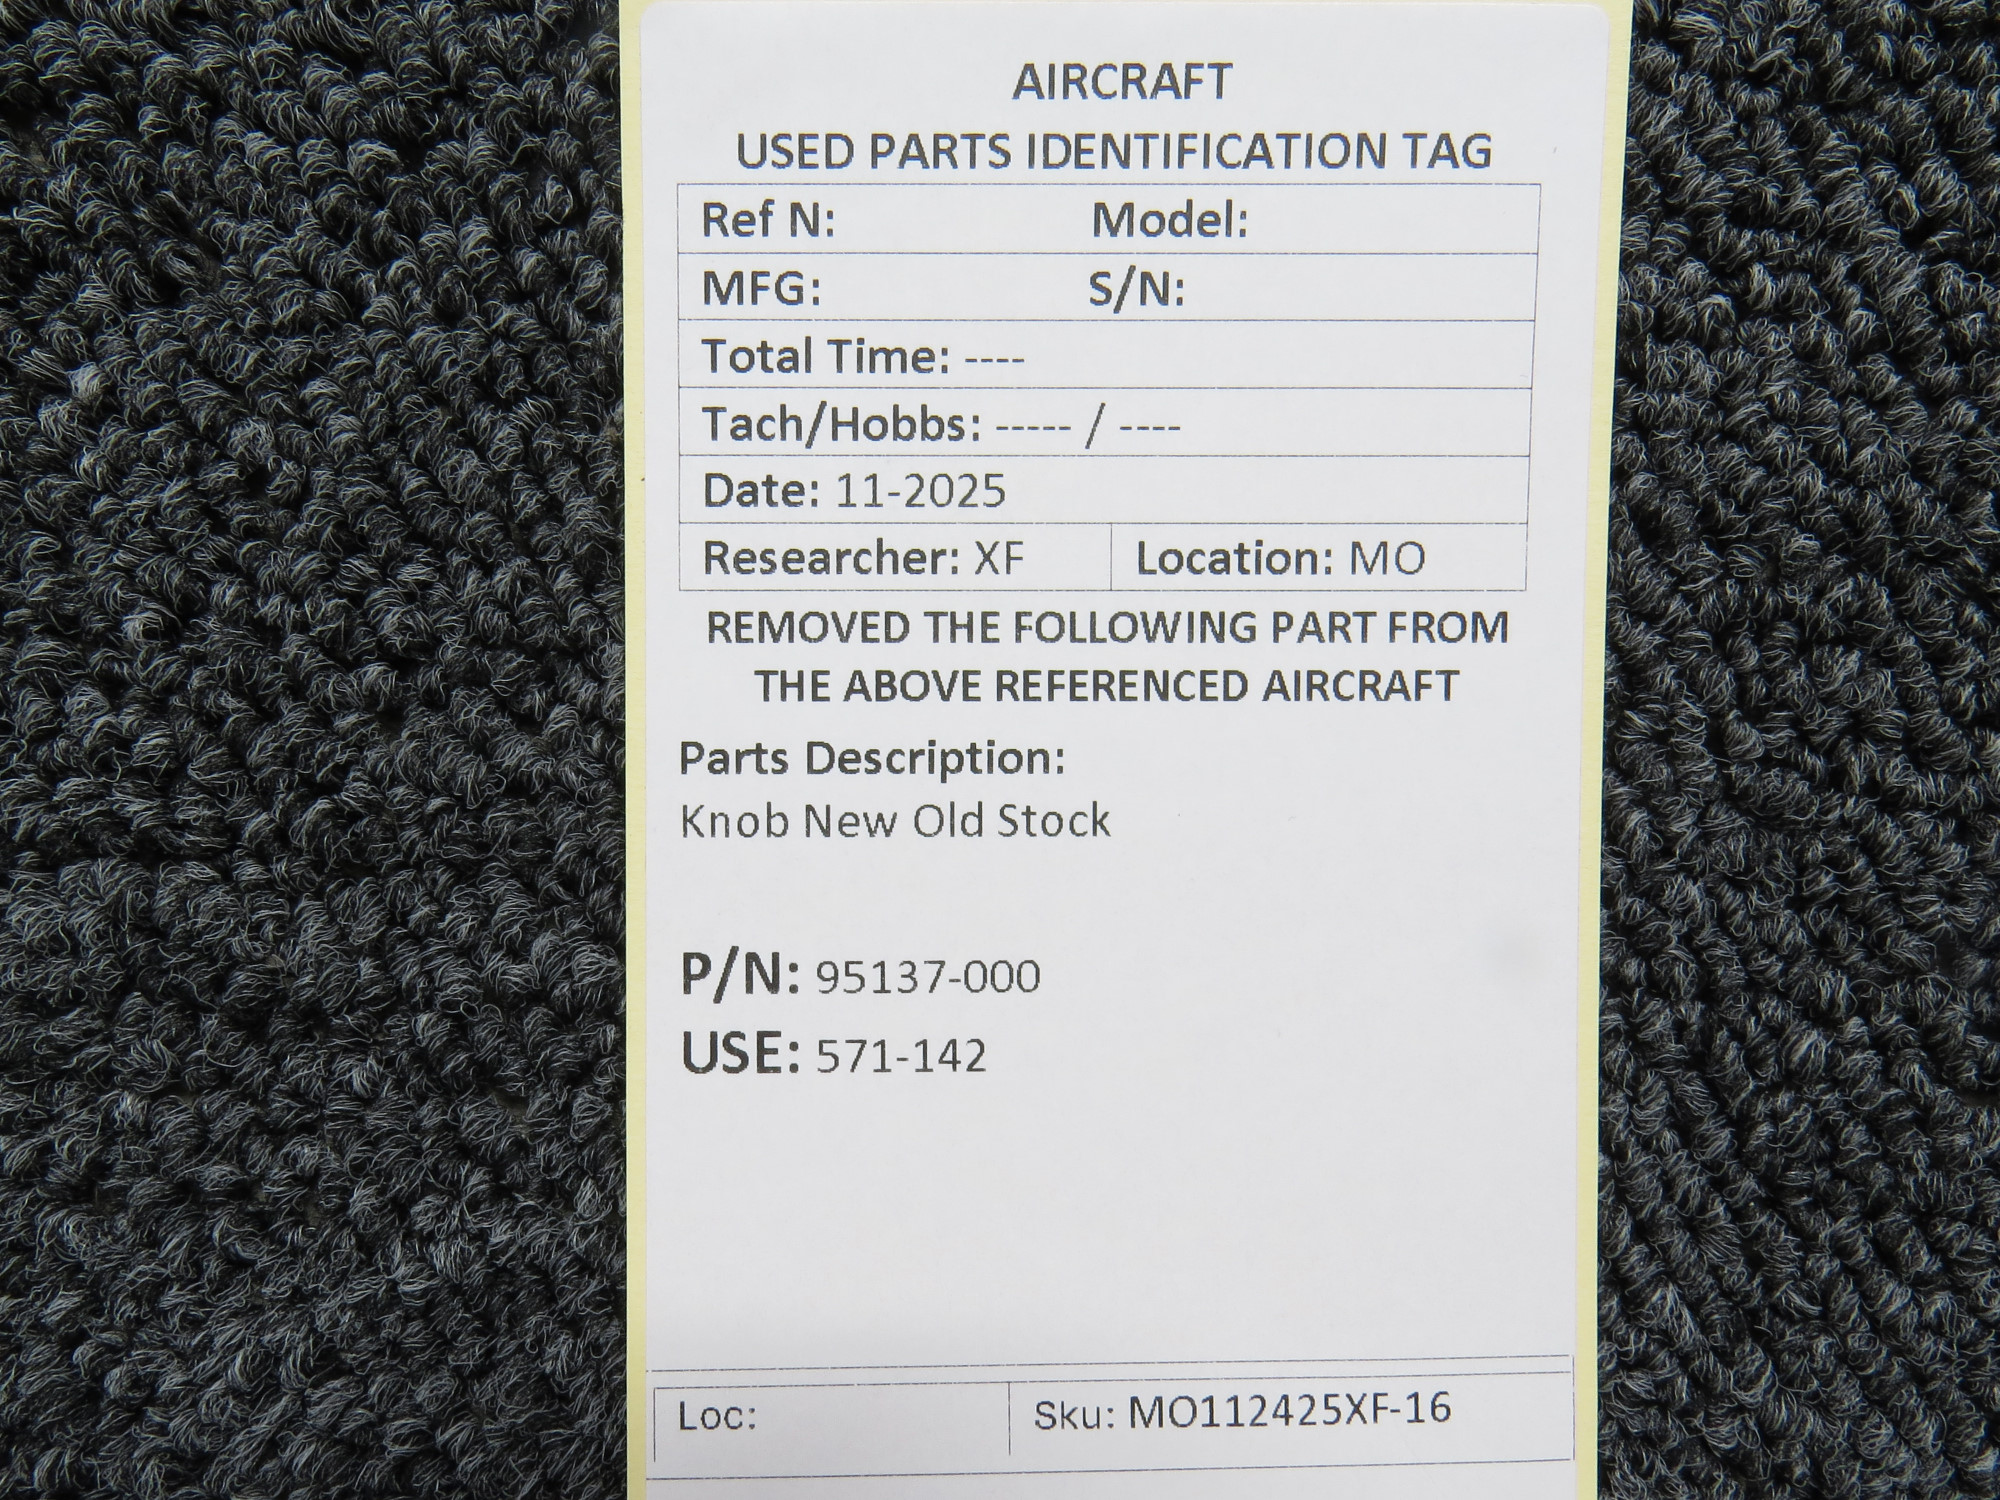 AIRCRAFT
USED PARTS IDENTIFICATION TAG
Ref N: Model:
MFG: S/N:
Total Time: ----
Tach/Hobbs: ----- / ----
Date: 11-2025
Researcher: XF Location: MO
REMOVED THE FOLLOWING PART FROM
THE ABOVE REFERENCED AIRCRAFT
Parts Description:
Knob New Old Stock
P/N: 95137-000
USE: 571-142
Loc: Sku: MO112425XF-16